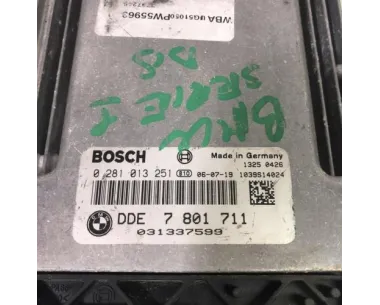 WBA UG51080PW55963
BMW
SERIE 1
D8
BOSCH
Made in Germany
1325 0426
0 281 013 251 06-07-19 1039S14024
DDE 7 801 711
031337599